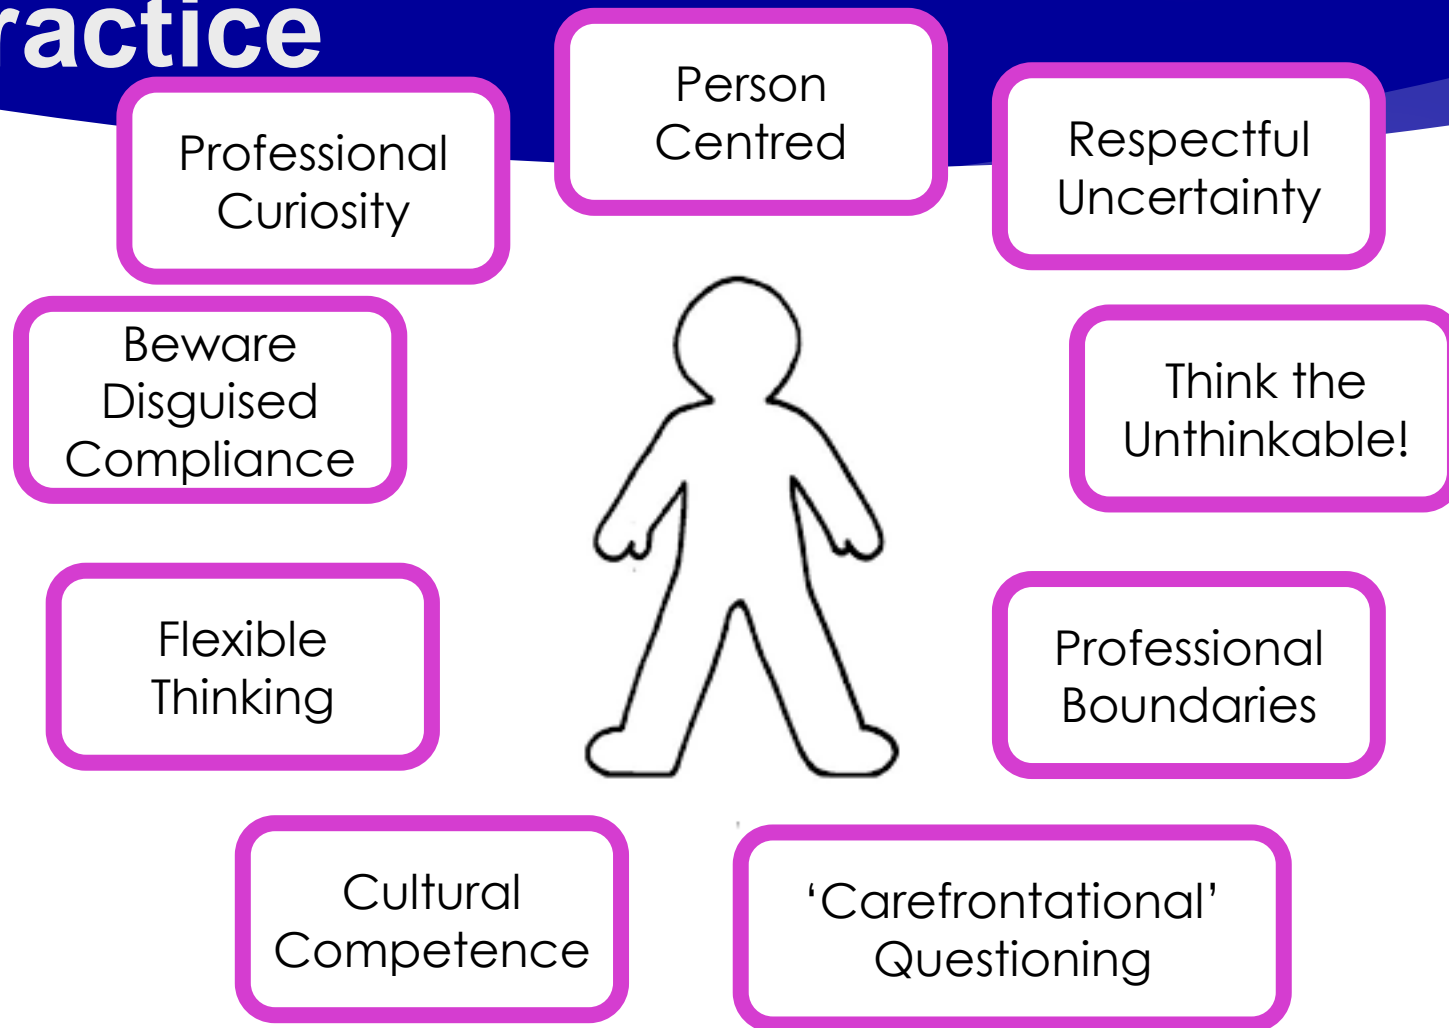 ractice
Person
Centred
Professional
Curiosity
Respectful
Uncertainty
Beware
Disguised
Compliance
Think the
Unthinkable!
Flexible
Thinking
Professional
Boundaries
Cultural
Competence
‘Carefrontational’
Questioning